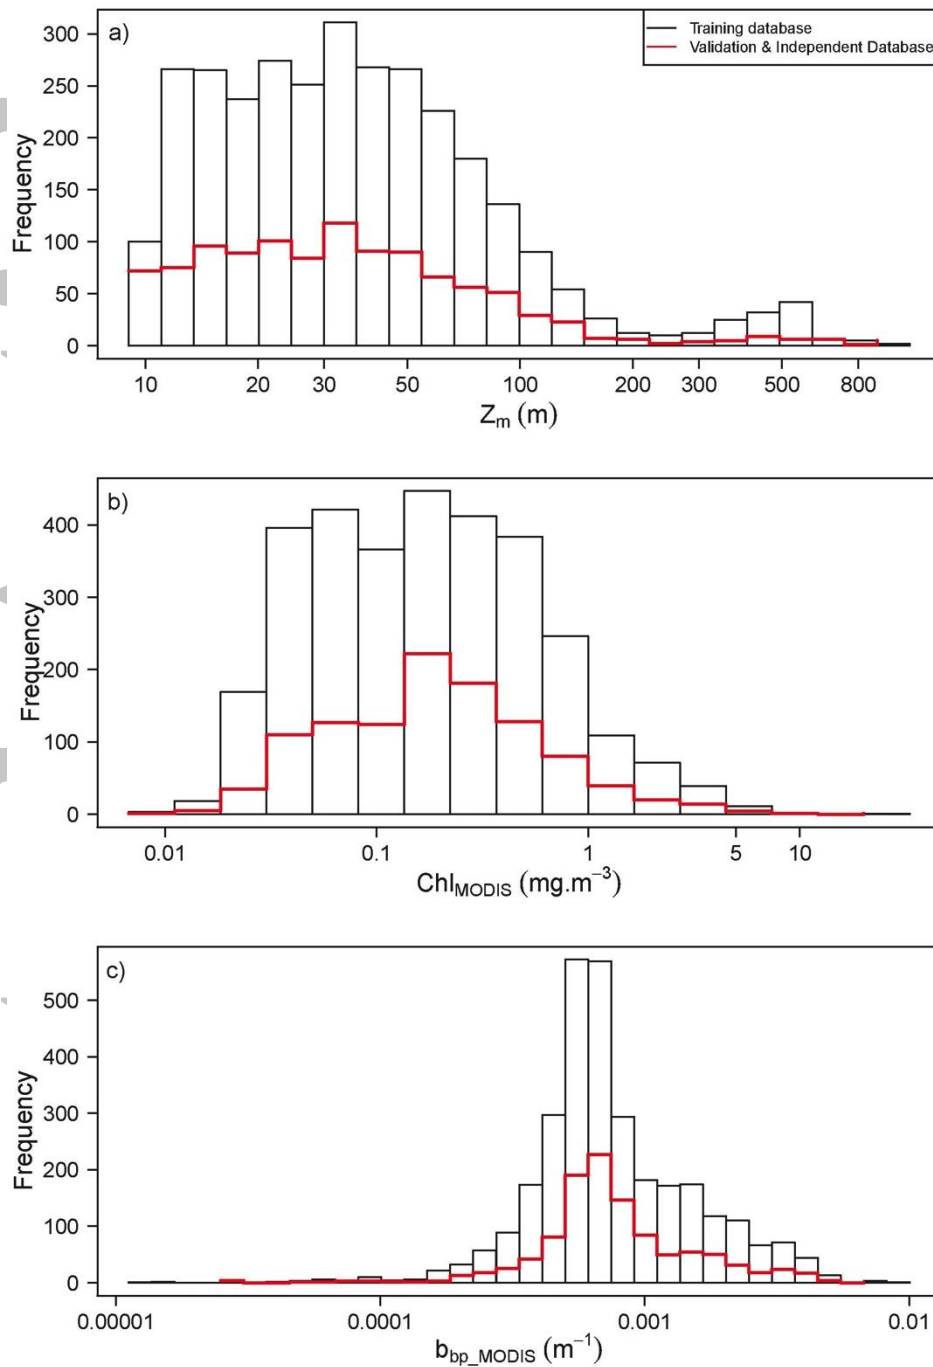 a)
Training database
Validation & Independent Database
300
250
200
150
100
50
0
Frequency
10 20 30 50 100 200 300 500 800
Zm (m)
b)
400
300
200
100
0
Frequency
0.01 0.1 1 5 10
ChlMODIS (mg.m⁻³)
c)
500
400
300
200
100
0
Frequency
0.00001 0.0001 0.001 0.01
bbp_MODIS (m⁻¹)